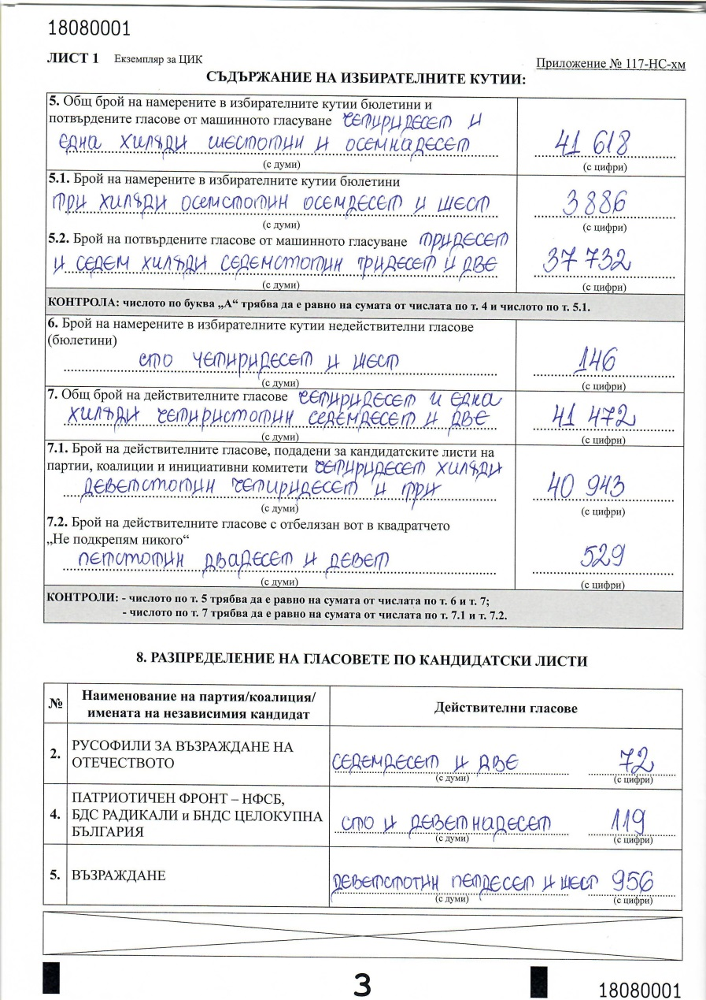 18080001
ЛИСТ 1 Екземпляр за ЦИК
Приложение № 117-НС-хм
СЪДЪРЖАНИЕ НА ИЗБИРАТЕЛНИТЕ КУТИИ:
5. Общ брой на намерените в избирателните кутии бюлетини и
потвърдените гласове от машинното гласуване четиридесет и
една хиляди шестотин и осемнадесет 41 618
(с думи) (с цифри)
5.1. Брой на намерените в избирателните кутии бюлетини
три хиляди осемстотин осемдесет и шест 3886
(с думи) (с цифри)
5.2. Брой на потвърдените гласове от машинното гласуване тридесет
и седем хиляди седемстотин тридесет и две 37 732
(с думи) (с цифри)
КОНТРОЛА: числото по буква „А“ трябва да е равно на сумата от числата по т. 4 и числото по т. 5.1.
6. Брой на намерените в избирателните кутии недействителни гласове
(бюлетини)
сто четиридесет и шест 146
(с думи) (с цифри)
7. Общ брой на действителните гласове четиридесет и една
хиляди четиристотин седемдесет и две 41 472
(с думи) (с цифри)
7.1. Брой на действителните гласове, подадени за кандидатските листи на
партии, коалиции и инициативни комитети четиридесет хиляди
деветстотин четиридесет и три 40 943
(с думи) (с цифри)
7.2. Брой на действителните гласове с отбелязан вот в квадратчето
„Не подкрепям никого“
петстотин двадесет и девет 529
(с думи) (с цифри)
КОНТРОЛИ: - числото по т. 5 трябва да е равно на сумата от числата по т. 6 и т. 7;
- числото по т. 7 трябва да е равно на сумата от числата по т. 7.1 и т. 7.2.
8. РАЗПРЕДЕЛЕНИЕ НА ГЛАСОВЕТЕ ПО КАНДИДАТСКИ ЛИСТИ
№ Наименование на партия/коалиция/
имената на независимия кандидат Действителни гласове
2. РУСОФИЛИ ЗА ВЪЗРАЖДАНЕ НА
ОТЕЧЕСТВОТО седемдесет и две 72
(с думи) (с цифри)
4. ПАТРИОТИЧЕН ФРОНТ – НФСБ,
БДС РАДИКАЛИ и БНДС ЦЕЛОКУПНА
БЪЛГАРИЯ сто и деветнадесет 119
(с думи) (с цифри)
5. ВЪЗРАЖДАНЕ деветстотин петдесет и шест 956
(с думи) (с цифри)
3
18080001